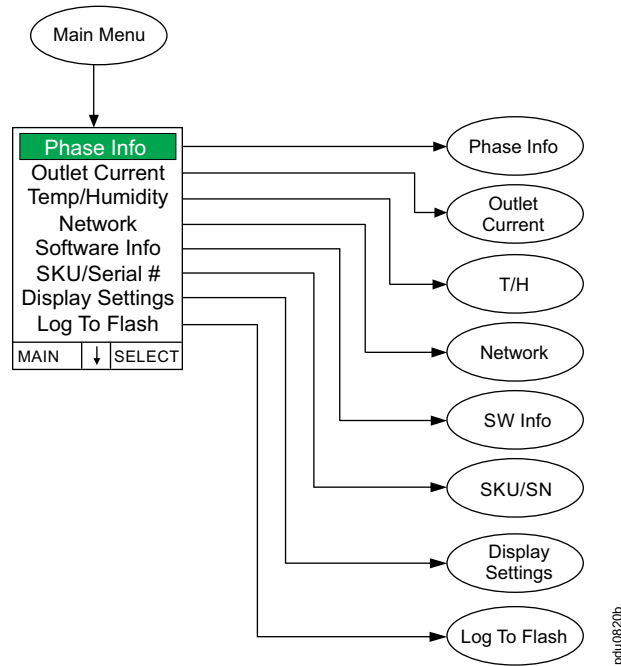 Main Menu
Phase Info
Outlet Current
Temp/Humidity
Network
Software Info
SKU/Serial #
Display Settings
Log To Flash
MAIN ↓ SELECT
Phase Info
Outlet
Current
T/H
Network
SW Info
SKU/SN
Display
Settings
Log To Flash
pdu0820b